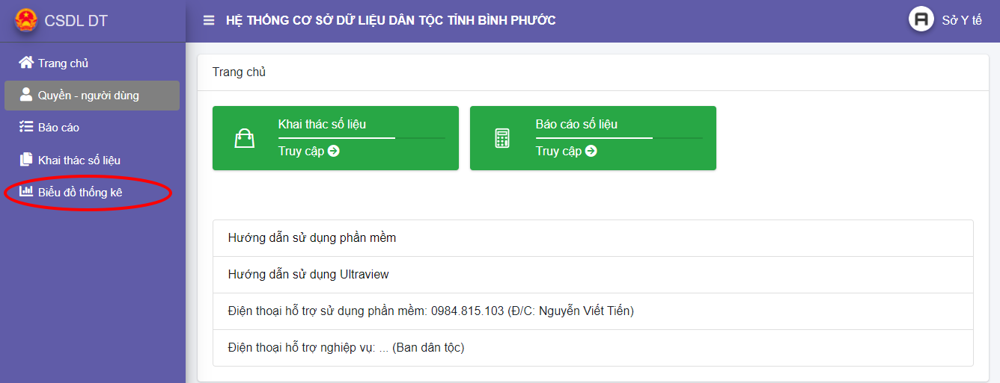 CSDL DT
HỆ THỐNG CƠ SỞ DỮ LIỆU DÂN TỘC TỈNH BÌNH PHƯỚC
Sở Y tế
Trang chủ
Quyền - người dùng
Báo cáo
Khai thác số liệu
Biểu đồ thống kê
Trang chủ
Khai thác số liệu
Truy cập
Báo cáo số liệu
Truy cập
Hướng dẫn sử dụng phần mềm
Hướng dẫn sử dụng Ultraview
Điện thoại hỗ trợ sử dụng phần mềm: 0984.815.103 (Đ/C: Nguyễn Viết Tiến)
Điện thoại hỗ trợ nghiệp vụ: ... (Ban dân tộc)